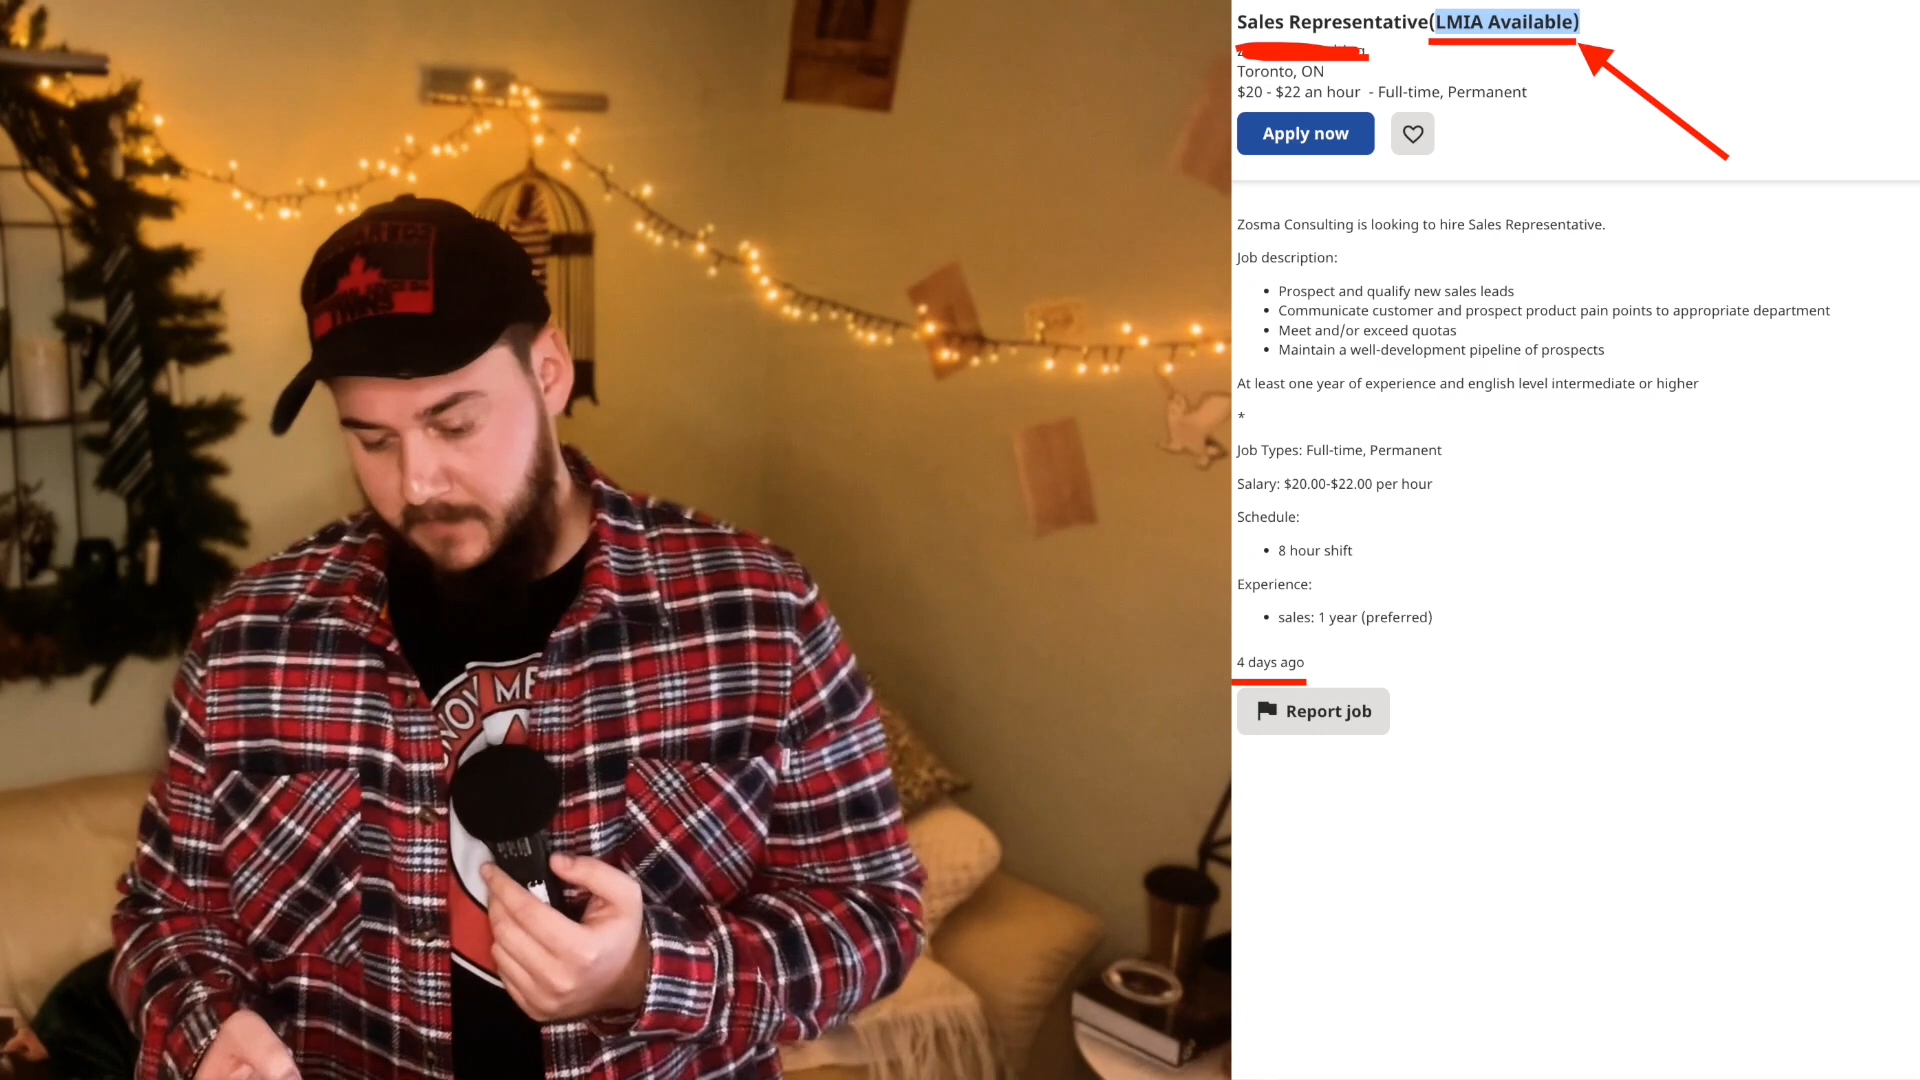 NOY ME
Sales Representative(LMIA Available)
Toronto, ON
$20 - $22 an hour - Full-time, Permanent
Apply now
Zosma Consulting is looking to hire Sales Representative.
Job description:
• Prospect and qualify new sales leads
• Communicate customer and prospect product pain points to appropriate department
• Meet and/or exceed quotas
• Maintain a well-development pipeline of prospects
At least one year of experience and english level intermediate or higher
*
Job Types: Full-time, Permanent
Salary: $20.00-$22.00 per hour
Schedule:
• 8 hour shift
Experience:
• sales: 1 year (preferred)
4 days ago
Report job